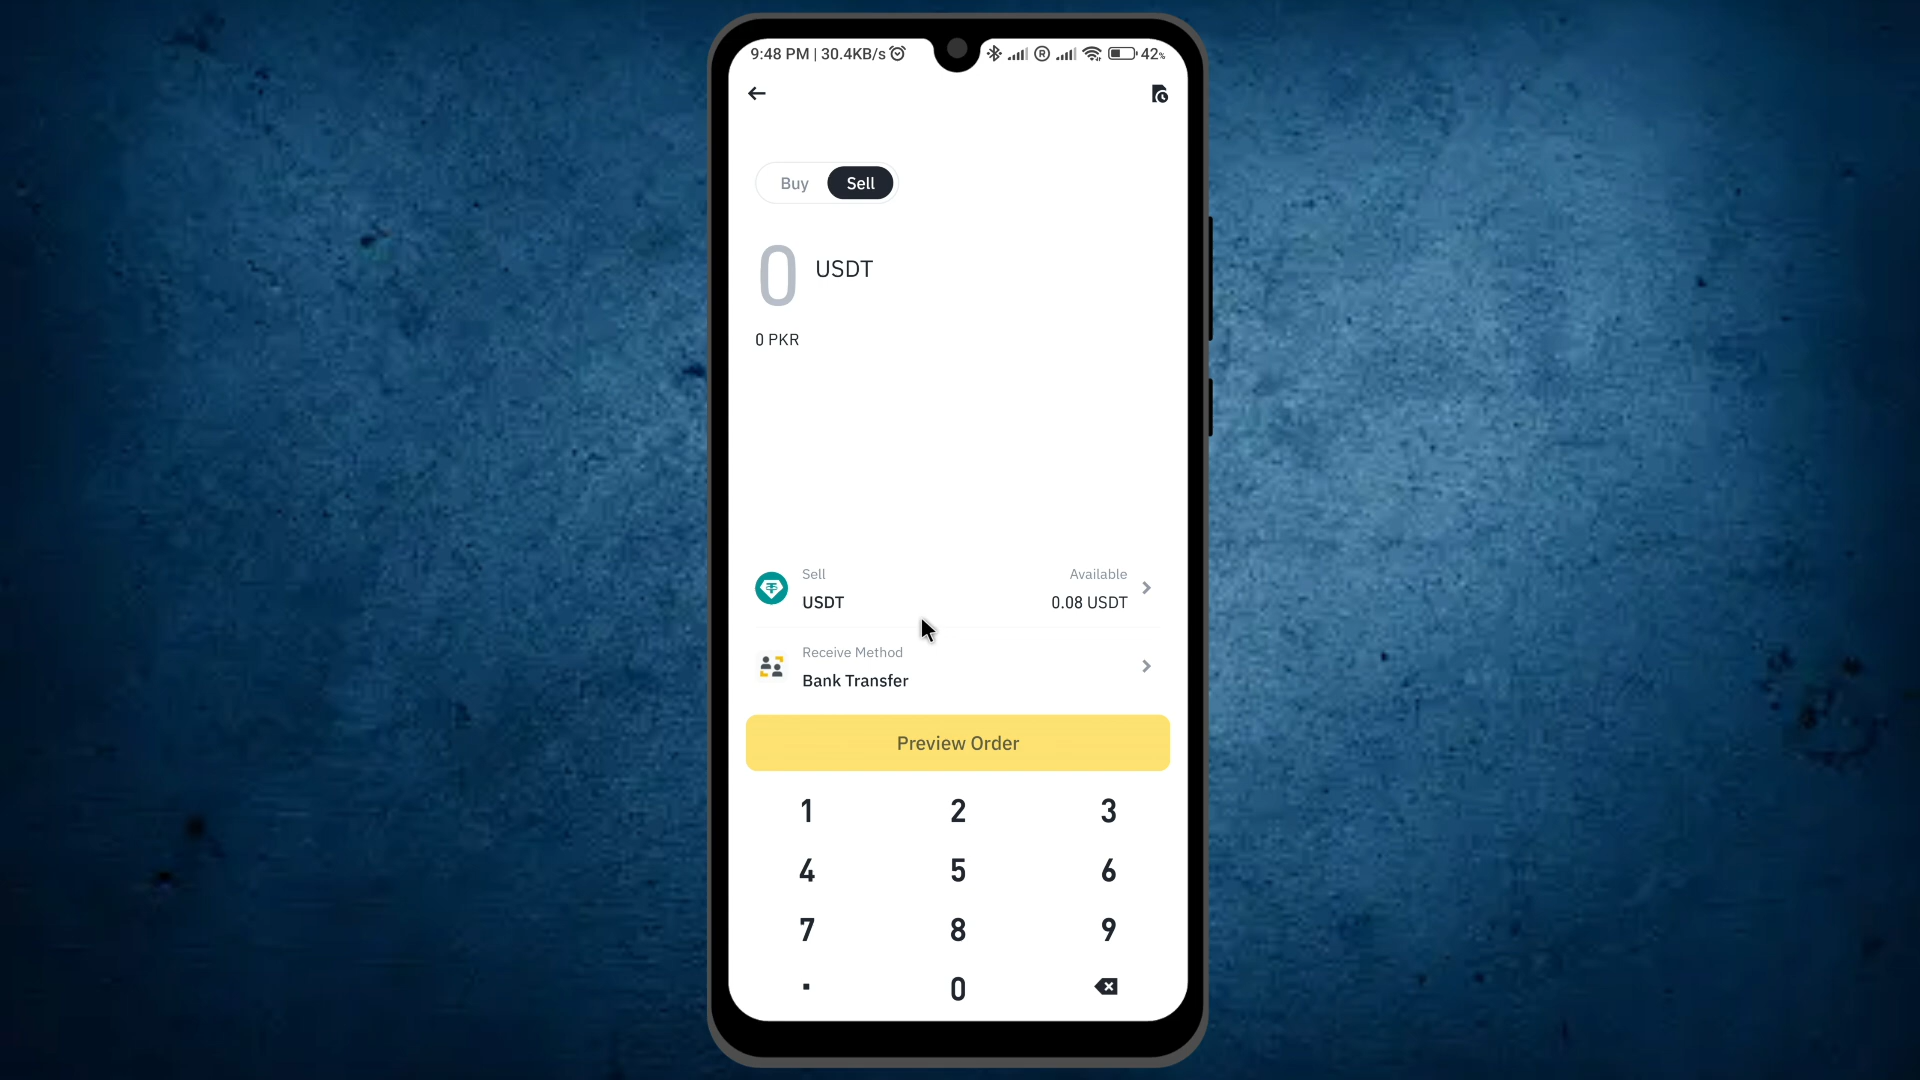 9:48 PM | 30.4KB/s
R
42%
Buy
Sell
0 USDT
0 PKR
Sell
Available
USDT
0.08 USDT
Receive Method
Bank Transfer
Preview Order
1 2 3
4 5 6
7 8 9
. 0